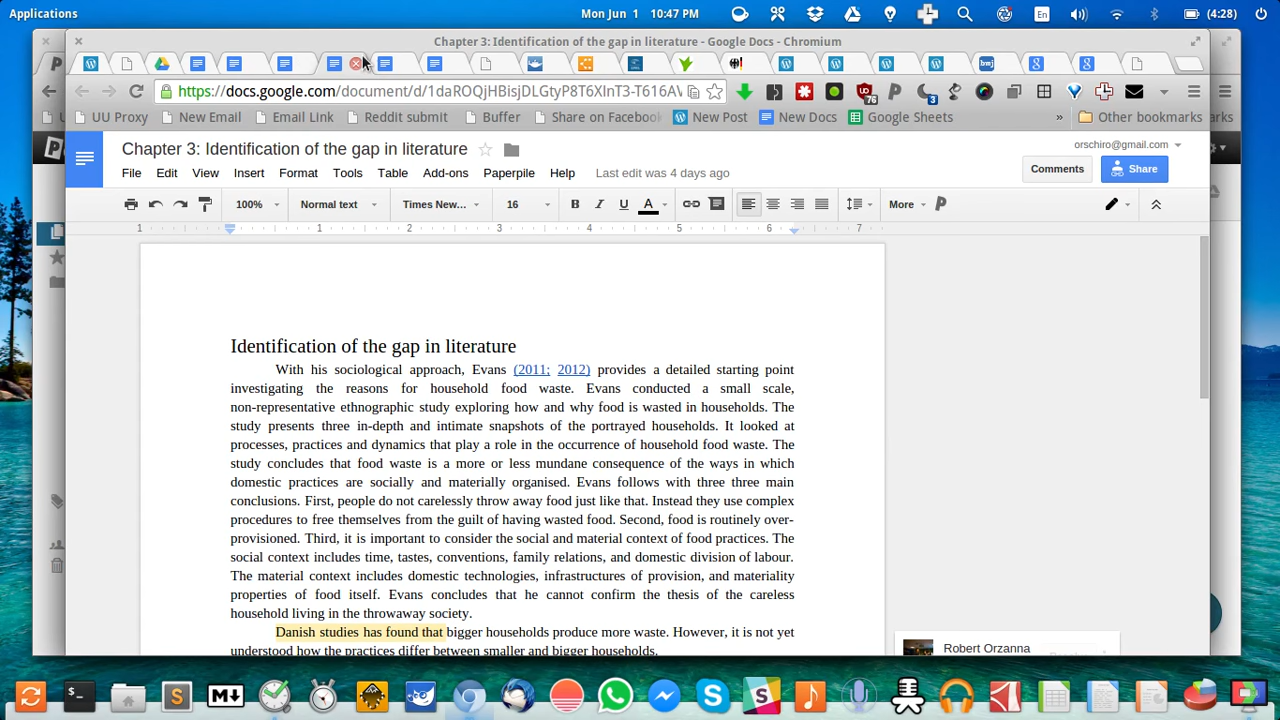 Applications
Mon Jun 1 10:47 PM
En
(4:28)
Chapter 3: Identification of the gap in literature - Google Docs - Chromium
https://docs.google.com/document/d/1daROQjHBisjDLGtyP8T6XInT3-T616AV
76
3
UU Proxy
New Email
Email Link
Reddit submit
Buffer
Share on Facebook
New Post
New Docs
Google Sheets
»
Other bookmarks
Chapter 3: Identification of the gap in literature
orschiro@gmail.com
File Edit View Insert Format Tools Table Add-ons Paperpile Help Last edit was 4 days ago
Comments
Share
100% Normal text Times New... 16 B I U A More
1 1 2 3 4 5 6 7
Identification of the gap in literature
With his sociological approach, Evans (2011; 2012) provides a detailed starting point
investigating the reasons for household food waste. Evans conducted a small scale,
non-representative ethnographic study exploring how and why food is wasted in households. The
study presents three in-depth and intimate snapshots of the portrayed households. It looked at
processes, practices and dynamics that play a role in the occurrence of household food waste. The
study concludes that food waste is a more or less mundane consequence of the ways in which
domestic practices are socially and materially organised. Evans follows with three three main
conclusions. First, people do not carelessly throw away food just like that. Instead they use complex
procedures to free themselves from the guilt of having wasted food. Second, food is routinely over-
provisioned. Third, it is important to consider the social and material context of food practices. The
social context includes time, tastes, conventions, family relations, and domestic division of labour.
The material context includes domestic technologies, infrastructures of provision, and materiality
properties of food itself. Evans concludes that he cannot confirm the thesis of the careless
household living in the throwaway society.
Danish studies has found that bigger households produce more waste. However, it is not yet
understood how the practices differ between smaller and bigger households.
Robert Orzanna